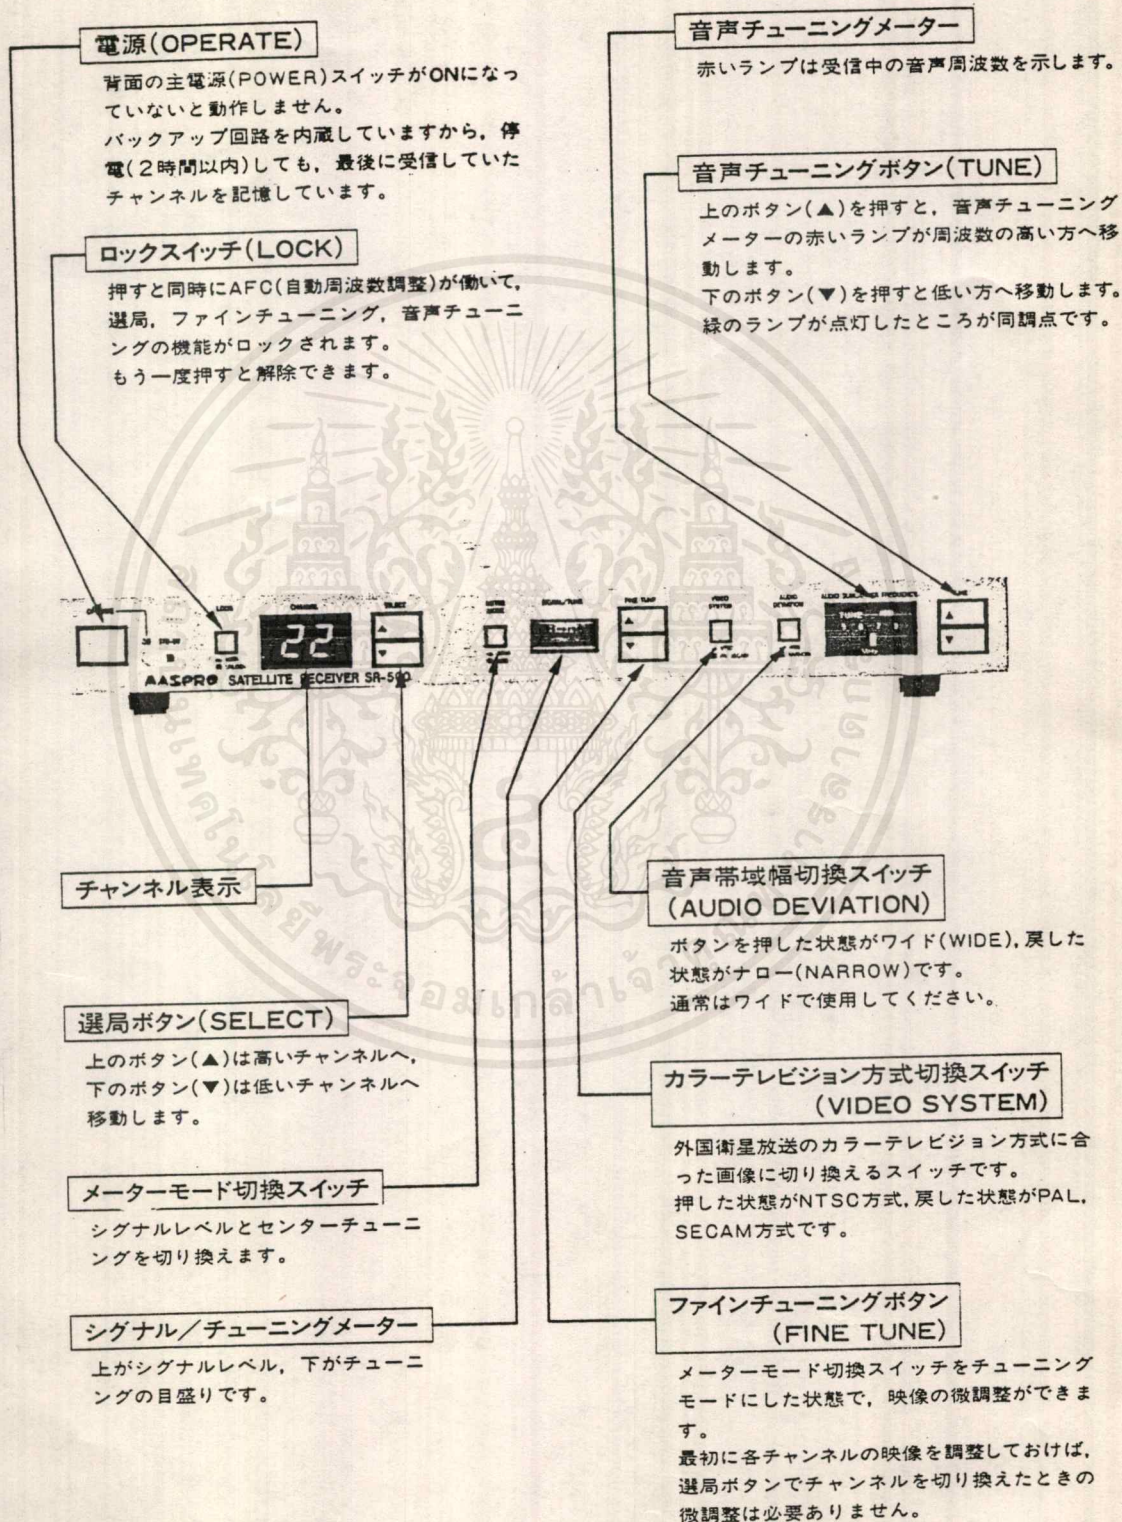 電源(OPERATE)
背面の主電源(POWER)スイッチがONになっ
ていないと動作しません。
バックアップ回路を内蔵していますから，停
電(2時間以内)しても，最後に受信していた
チャンネルを記憶しています。
ロックスイッチ(LOCK)
押すと同時にAFC(自動周波数調整)が働いて，
選局，ファインチューニング，音声チューニ
ングの機能がロックされます。
もう一度押すと解除できます。
音声チューニングメーター
赤いランプは受信中の音声周波数を示します。
音声チューニングボタン(TUNE)
上のボタン(▲)を押すと，音声チューニング
メーターの赤いランプが周波数の高い方へ移
動します。
下のボタン(▼)を押すと低い方へ移動します。
緑のランプが点灯したところが同調点です。
LOCK
CHANNEL
SELECT
METER
MODE
SIGNAL/TUNE
FINE TUNE
VIDEO
SYSTEM
AUDIO
DEVIATION
22
▲
▼
▲
▼
TUNE
▲
▼
MASPRO SATELLITE RECEIVER SR-500
チャンネル表示
選局ボタン(SELECT)
上のボタン(▲)は高いチャンネルへ，
下のボタン(▼)は低いチャンネルへ
移動します。
メーターモード切換スイッチ
シグナルレベルとセンターチューニ
ングを切り換えます。
シグナル／チューニングメーター
上がシグナルレベル，下がチューニ
ングの目盛りです。
音声帯域幅切換スイッチ
(AUDIO DEVIATION)
ボタンを押した状態がワイド(WIDE)，戻した
状態がナロー(NARROW)です。
通常はワイドで使用してください。
カラーテレビジョン方式切換スイッチ
(VIDEO SYSTEM)
外国衛星放送のカラーテレビジョン方式に合
った画像に切り換えるスイッチです。
押した状態がNTSC方式，戻した状態がPAL，
SECAM方式です。
ファインチューニングボタン
(FINE TUNE)
メーターモード切換スイッチをチューニング
モードにした状態で，映像の微調整ができま
す。
最初に各チャンネルの映像を調整しておけば，
選局ボタンでチャンネルを切り換えたときの
微調整は必要ありません。